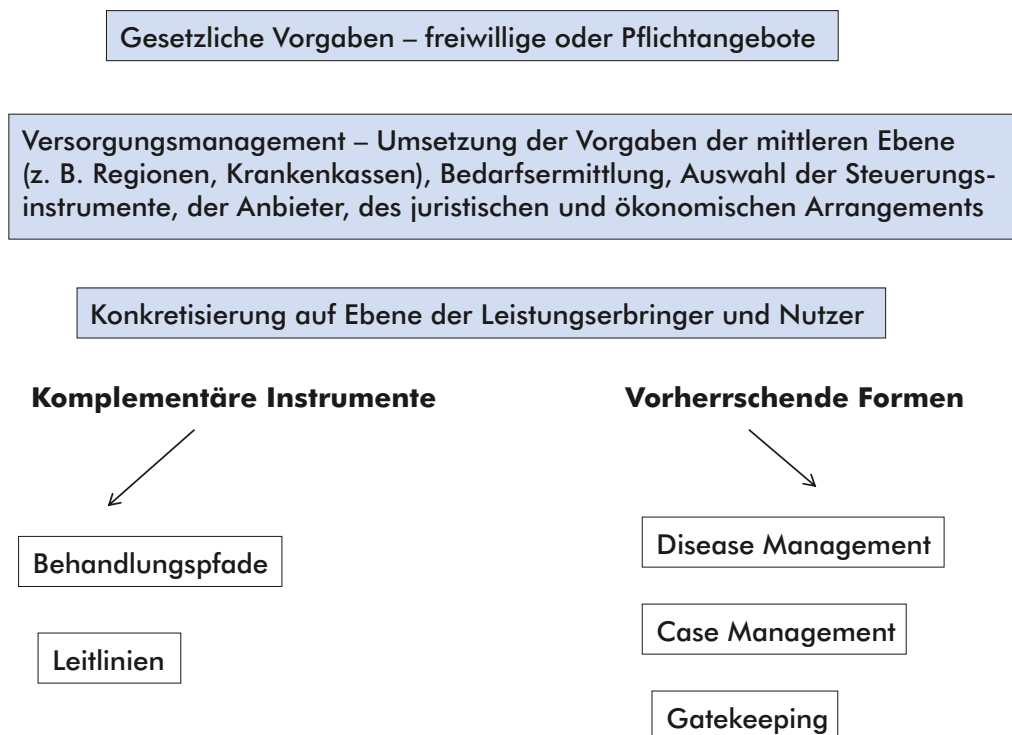 Gesetzliche Vorgaben – freiwillige oder Pflichtangebote
Versorgungsmanagement – Umsetzung der Vorgaben der mittleren Ebene
(z. B. Regionen, Krankenkassen), Bedarfsermittlung, Auswahl der Steuerungs-
instrumente, der Anbieter, des juristischen und ökonomischen Arrangements
Konkretisierung auf Ebene der Leistungserbringer und Nutzer
Komplementäre Instrumente
Behandlungspfade
Leitlinien
Vorherrschende Formen
Disease Management
Case Management
Gatekeeping